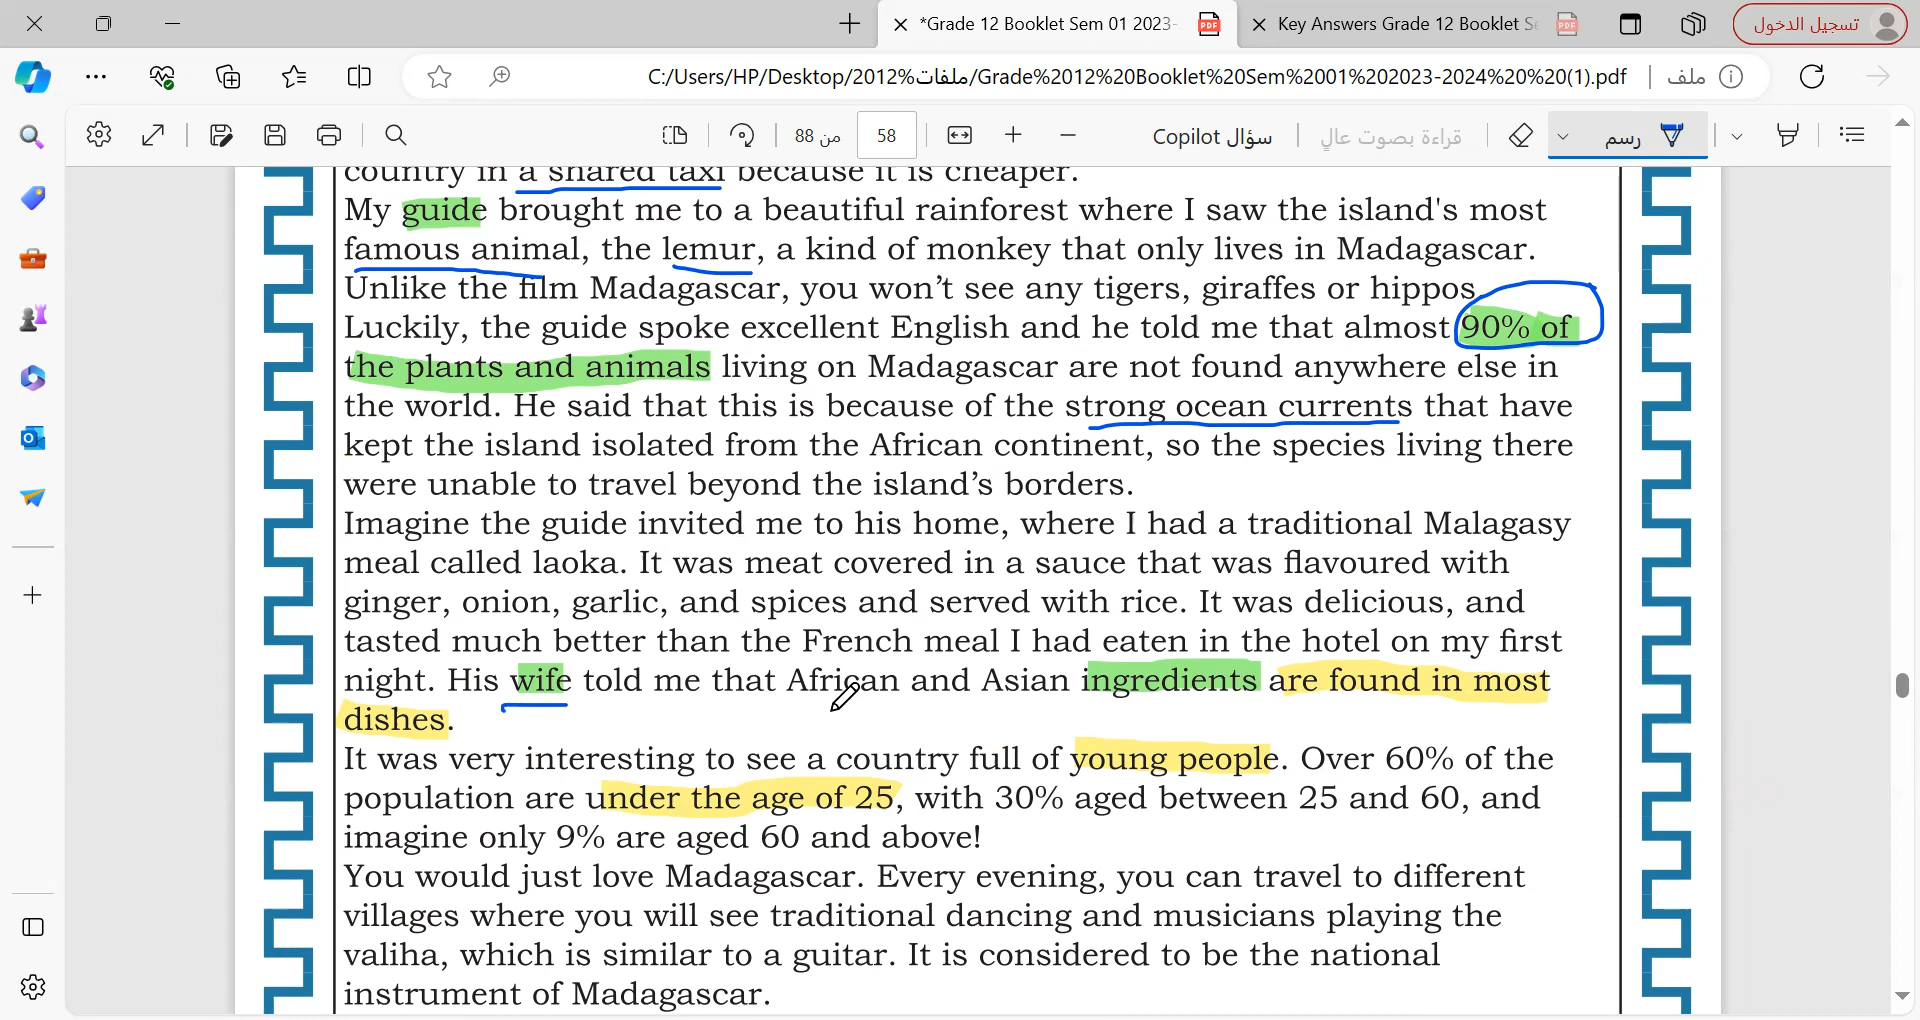 *Grade 12 Booklet Sem 01 2023-
Key Answers Grade 12 Booklet Se
تسجيل الدخول
C:/Users/HP/Desktop/2012%ملفات/Grade%2012%20Booklet%20Sem%2001%202023-2024%20%20(1).pdf
ملف
88 من
58
سؤال Copilot
قراءة بصوت عالٍ
رسم
country in a shared taxi because it is cheaper.
My guide brought me to a beautiful rainforest where I saw the island's most
famous animal, the lemur, a kind of monkey that only lives in Madagascar.
Unlike the film Madagascar, you won’t see any tigers, giraffes or hippos.
Luckily, the guide spoke excellent English and he told me that almost 90% of
the plants and animals living on Madagascar are not found anywhere else in
the world. He said that this is because of the strong ocean currents that have
kept the island isolated from the African continent, so the species living there
were unable to travel beyond the island’s borders.
Imagine the guide invited me to his home, where I had a traditional Malagasy
meal called laoka. It was meat covered in a sauce that was flavoured with
ginger, onion, garlic, and spices and served with rice. It was delicious, and
tasted much better than the French meal I had eaten in the hotel on my first
night. His wife told me that African and Asian ingredients are found in most
dishes.
It was very interesting to see a country full of young people. Over 60% of the
population are under the age of 25, with 30% aged between 25 and 60, and
imagine only 9% are aged 60 and above!
You would just love Madagascar. Every evening, you can travel to different
villages where you will see traditional dancing and musicians playing the
valiha, which is similar to a guitar. It is considered to be the national
instrument of Madagascar.